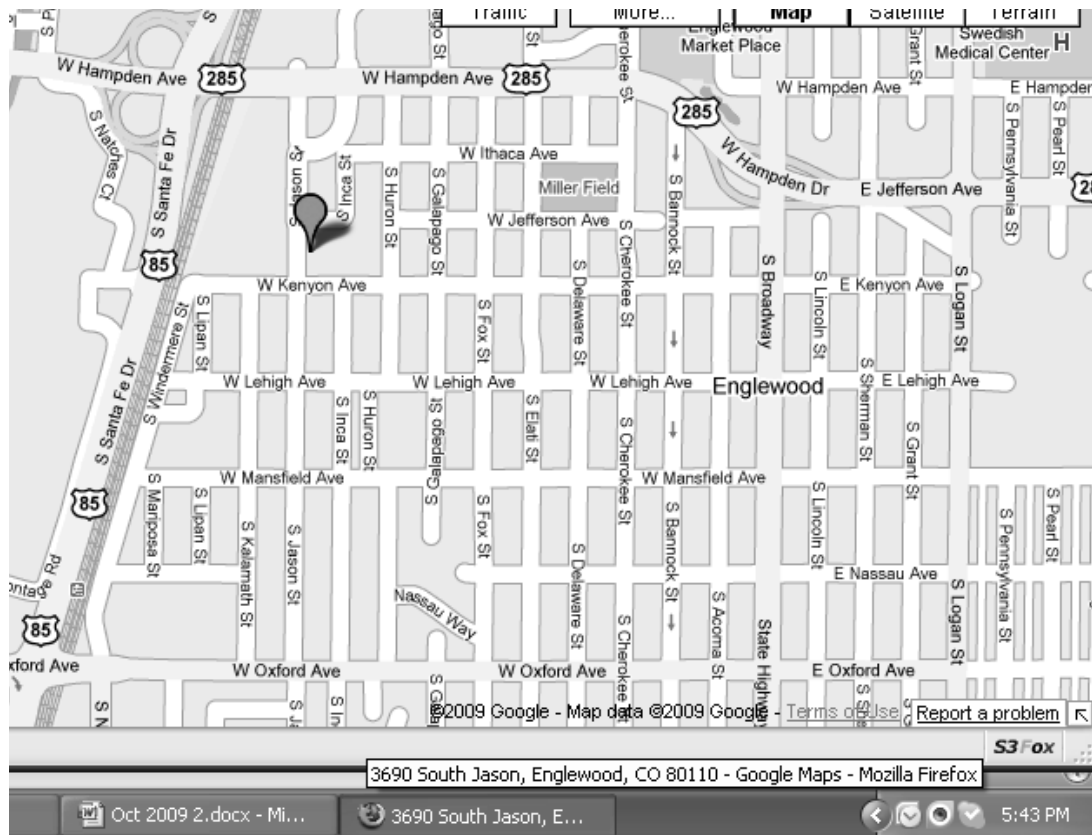 Traffic
More...
Map
Satellite
Terrain
Englewood
Market Place
Swedish
Medical Center H
W Hampden Ave
285
W Hampden Ave
285
W Hampden Ave
E Hampden
285
W Hampden Dr
S Natches Ct
S Santa Fe Dr
S Jason St
S Inca St
S Huron St
S Galapago St
W Ithaca Ave
Miller Field
W Jefferson Ave
S Cherokee St
S Cherokee St
S Bannock St
E Jefferson Ave
S Pennsylvania St
S Pearl St
Grant St
85
W Kenyon Ave
E Kenyon Ave
S Broadway
S Lincoln St
S Logan St
S Lipan St
S Windermere St
S Fox St
S Delaware St
W Lehigh Ave
W Lehigh Ave
W Lehigh Ave
Englewood
E Lehigh Ave
S Santa Fe Dr
S Inca St
S Huron St
S Galapago St
S Elati St
S Cherokee St
S Sherman St
S Grant St
W Mansfield Ave
W Mansfield Ave
85
S Mariposa St
S Lipan St
S Kalamath St
S Jason St
S Fox St
S Delaware St
S Bannock St
S Lincoln St
S Pennsylvania St
S Pearl St
E Nassau Ave
Nassau Way
S Acoma St
State Highway
S Logan St
S Cherokee St
85
W Oxford Ave
W Oxford Ave
E Oxford Ave
©2009 Google - Map data ©2009 Google - Terms of Use
Report a problem
S3Fox
3690 South Jason, Englewood, CO 80110 - Google Maps - Mozilla Firefox
Oct 2009 2.docx - Mi...
3690 South Jason, E...
5:43 PM